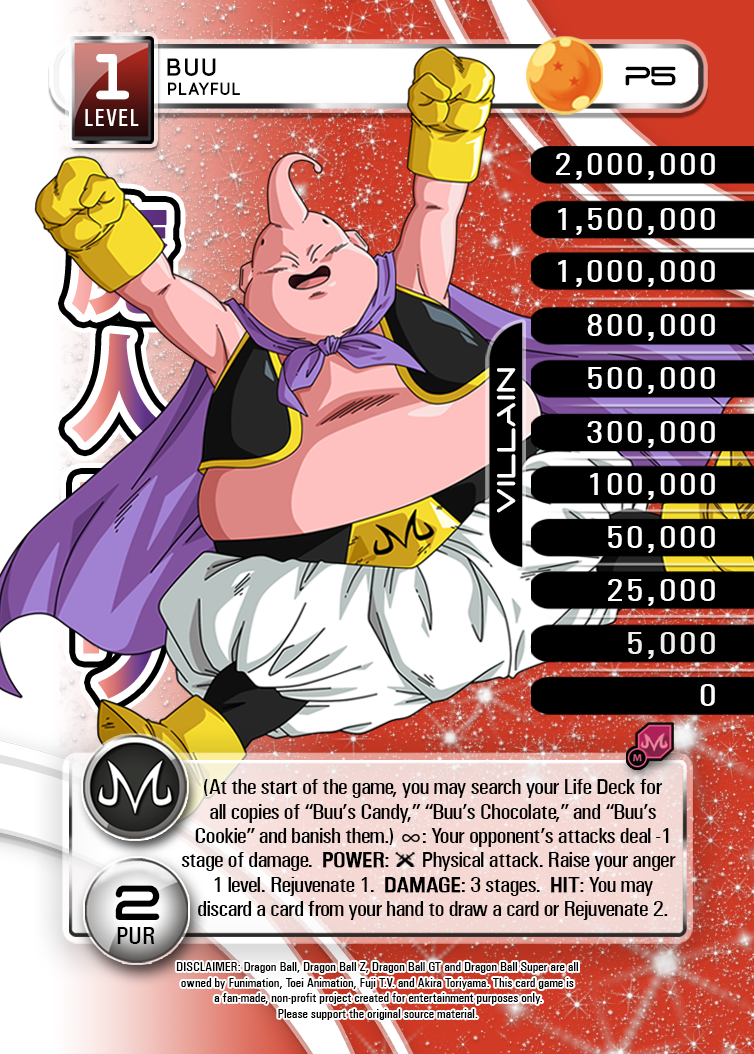 1
LEVEL
BUU
PLAYFUL
P5
2,000,000
1,500,000
1,000,000
800,000
500,000
300,000
100,000
50,000
25,000
5,000
0
VILLAIN
魔人
M
(At the start of the game, you may search your Life Deck for
all copies of “Buu’s Candy,” “Buu’s Chocolate,” and “Buu’s
Cookie” and banish them.) ∞: Your opponent’s attacks deal -1
stage of damage. POWER: Physical attack. Raise your anger
1 level. Rejuvenate 1. DAMAGE: 3 stages. HIT: You may
discard a card from your hand to draw a card or Rejuvenate 2.
2
PUR
DISCLAIMER: Dragon Ball, Dragon Ball Z, Dragon Ball GT and Dragon Ball Super are all
owned by Funimation, Toei Animation, Fuji T.V. and Akira Toriyama. This card game is
a fan-made, non-profit project created for entertainment purposes only.
Please support the original source material.